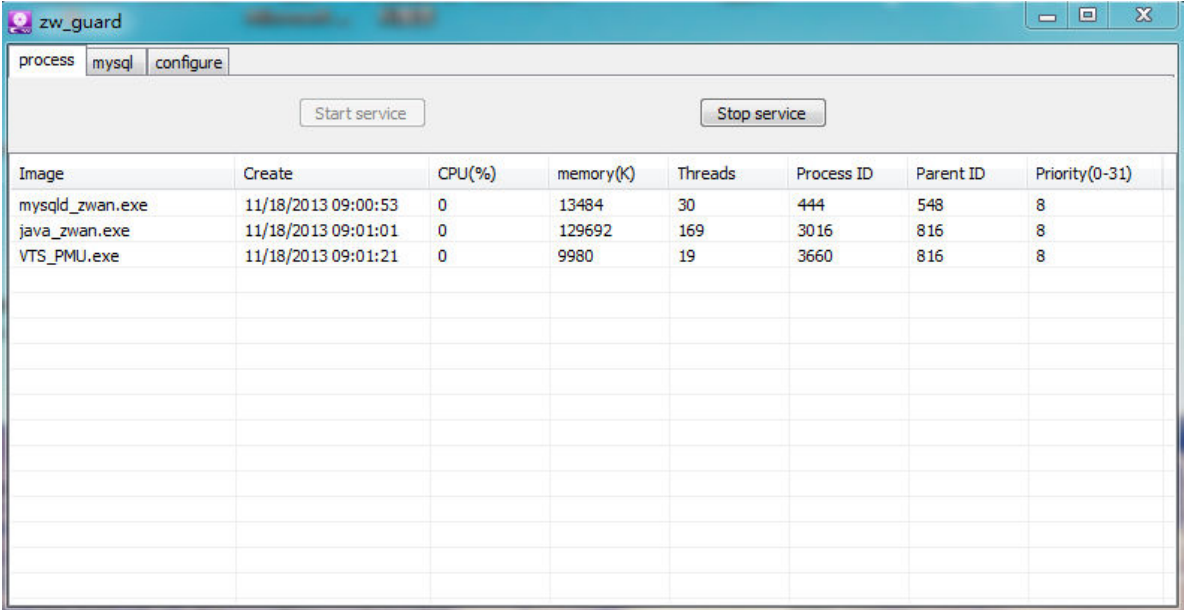 zw_guard
process mysql configure
Start service Stop service
Image Create CPU(%) memory(K) Threads Process ID Parent ID Priority(0-31)
mysqld_zwan.exe 11/18/2013 09:00:53 0 13484 30 444 548 8
java_zwan.exe 11/18/2013 09:01:01 0 129692 169 3016 816 8
VTS_PMU.exe 11/18/2013 09:01:21 0 9980 19 3660 816 8